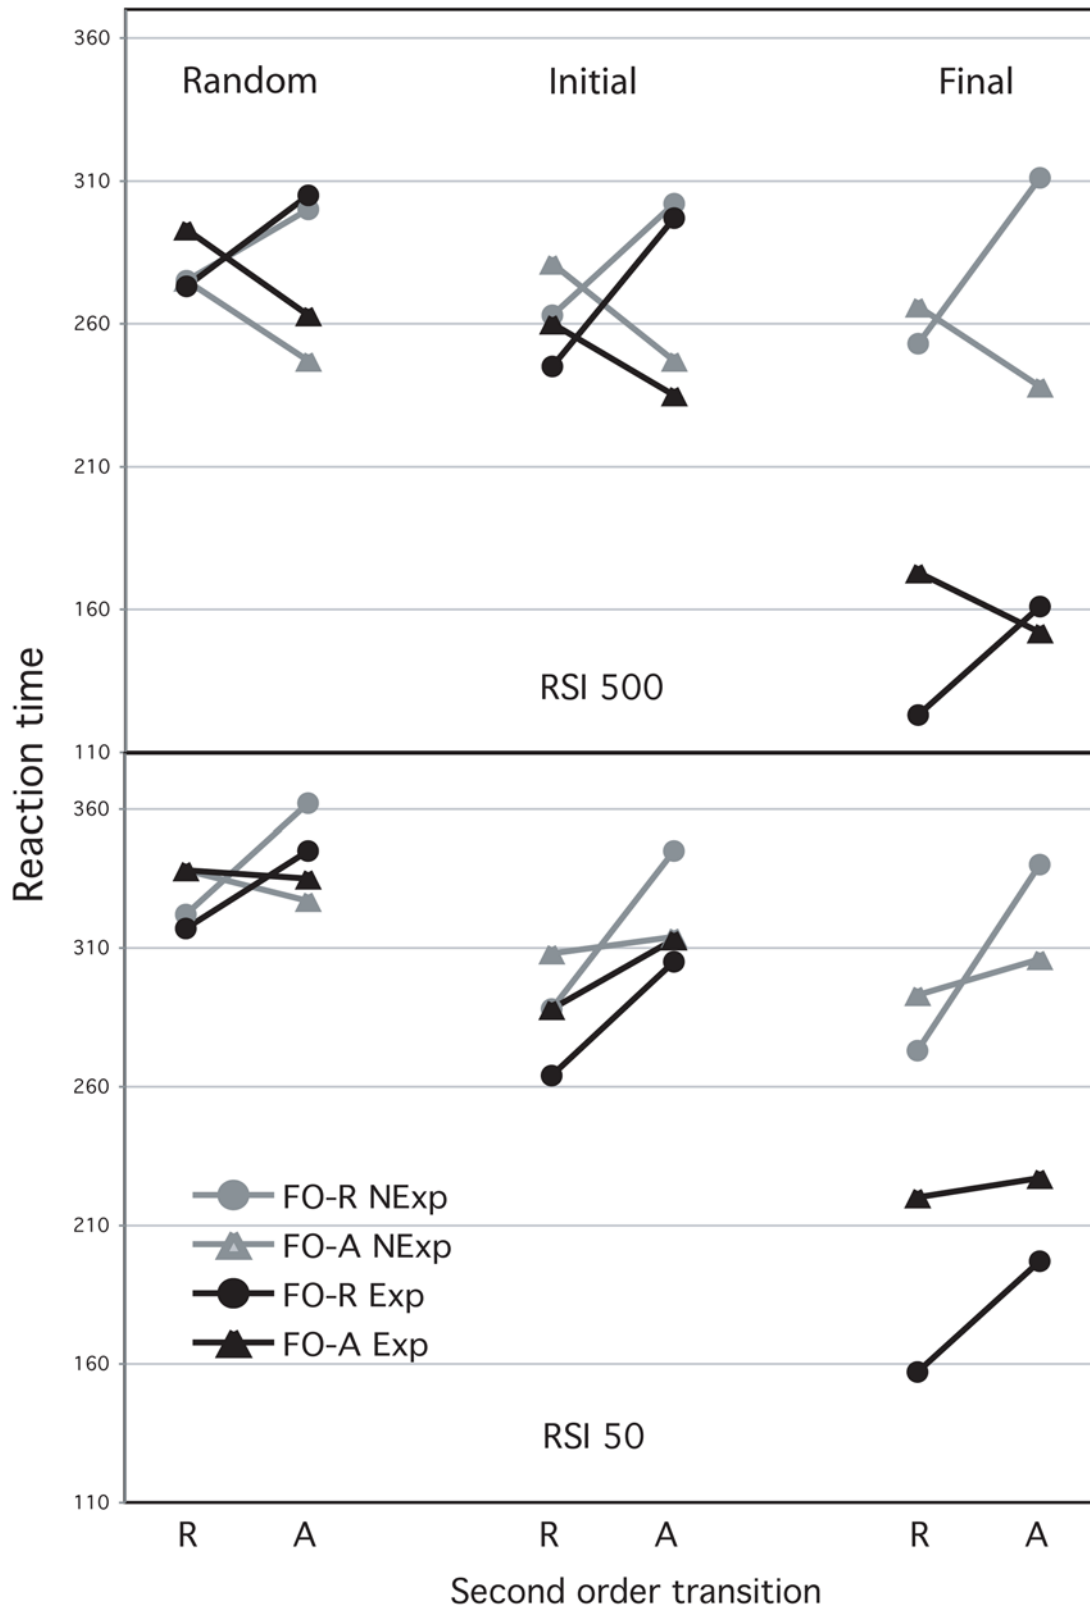 360
Random Initial Final
310
260
210
160
RSI 500
110
360
310
260
FO-R NExp
210
FO-A NExp
FO-R Exp
FO-A Exp
160
RSI 50
110
R A R A R A
Second order transition
Reaction time